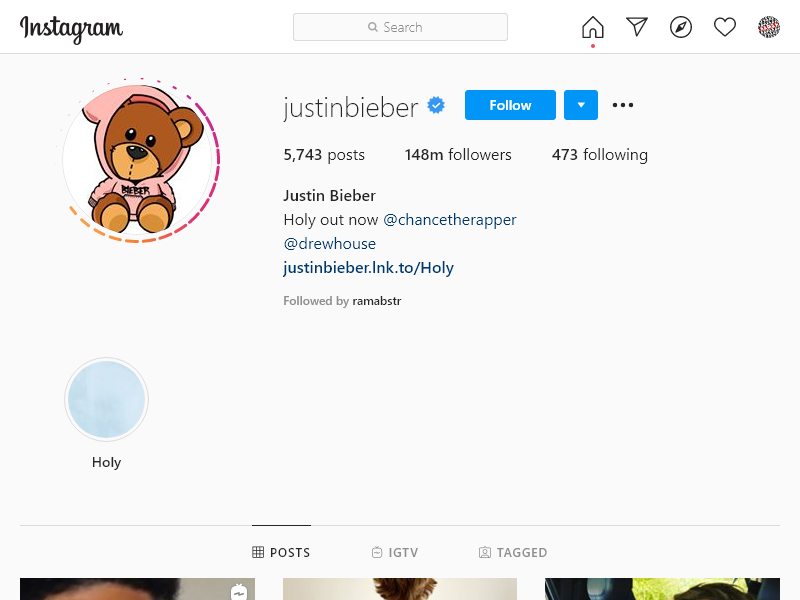 Instagram
Search
justinbieber
Follow
5,743 posts
148m followers
473 following
BIEBER
Justin Bieber
Holy out now @chancetherapper
@drewhouse
justinbieber.lnk.to/Holy
Followed by ramabstr
Holy
POSTS
IGTV
TAGGED